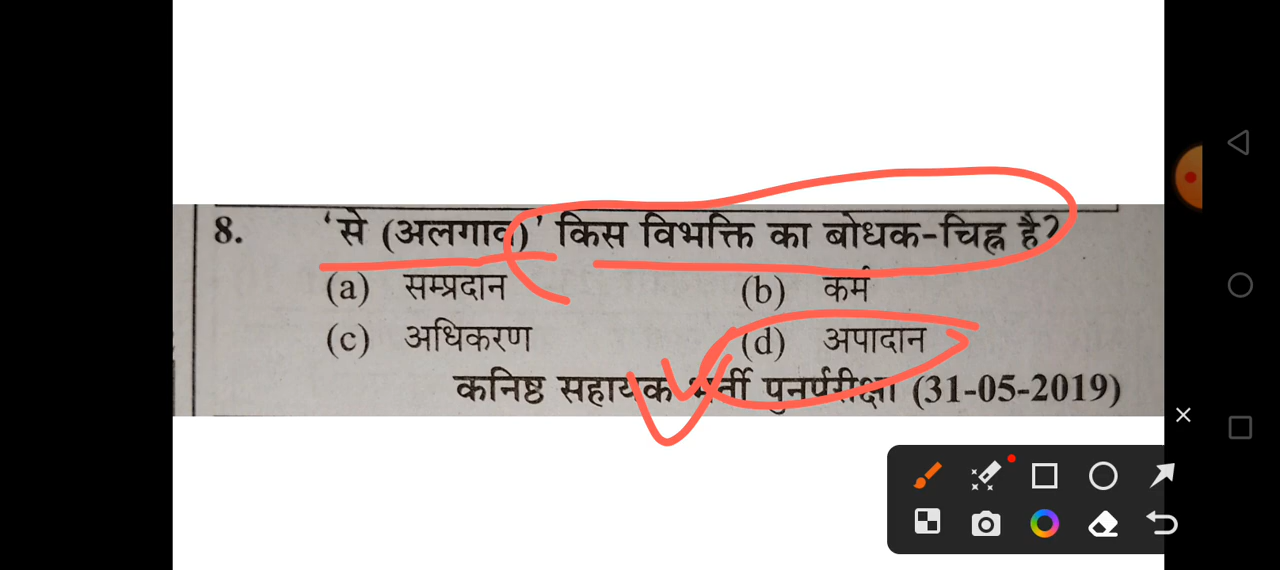 8. 'से (अलगाव)' किस विभक्ति का बोधक-चिह्न है?
(a) सम्प्रदान (b) कर्म
(c) अधिकरण (d) अपादान
कनिष्ठ सहायक भर्ती पुनर्परीक्षा (31-05-2019)